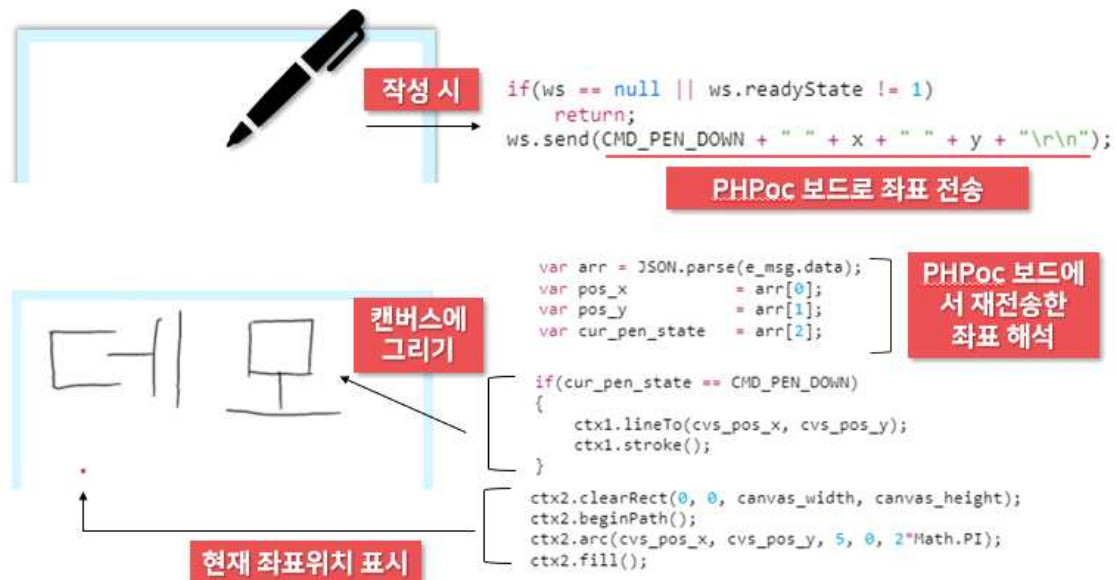 작성 시
if(ws == null || ws.readyState != 1)
return;
ws.send(CMD_PEN_DOWN + " " + x + " " + y + "\r\n");
PHPoc 보드로 좌표 전송
var arr = JSON.parse(e_msg.data);
var pos_x = arr[0];
var pos_y = arr[1];
var cur_pen_state = arr[2];
PHPoc 보드에
서 재전송한
좌표 해석
데모
캔버스에
그리기
if(cur_pen_state == CMD_PEN_DOWN)
{
ctx1.lineTo(cvs_pos_x, cvs_pos_y);
ctx1.stroke();
}
ctx2.clearRect(0, 0, canvas_width, canvas_height);
ctx2.beginPath();
ctx2.arc(cvs_pos_x, cvs_pos_y, 5, 0, 2*Math.PI);
ctx2.fill();
현재 좌표위치 표시